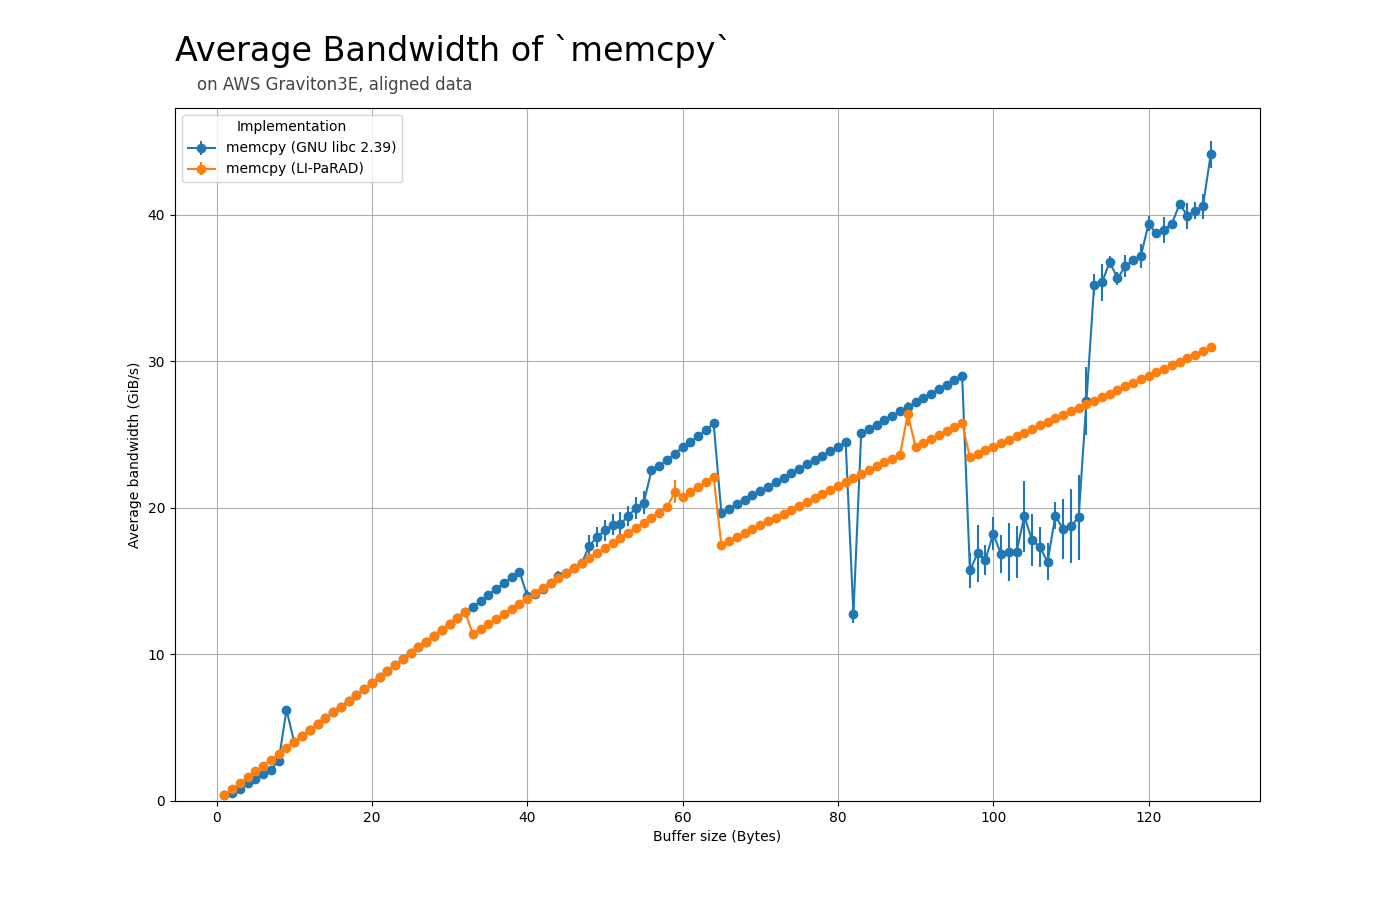 Average Bandwidth of `memcpy`
on AWS Graviton3E, aligned data
Implementation
memcpy (GNU libc 2.39)
memcpy (LI-PaRAD)
Average bandwidth (GiB/s)
40
30
20
10
0
0 20 40 60 80 100 120
Buffer size (Bytes)